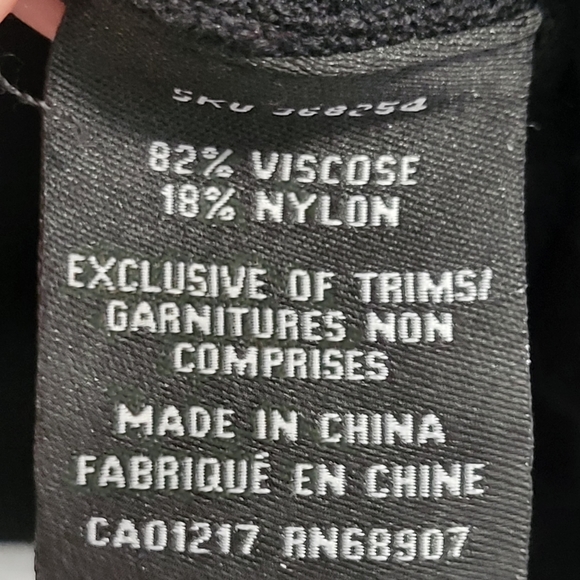 SKU 368254
82% VISCOSE
18% NYLON
EXCLUSIVE OF TRIMS/
GARNITURES NON
COMPRISES
MADE IN CHINA
FABRIQUÉ EN CHINE
CA01217 RN68907